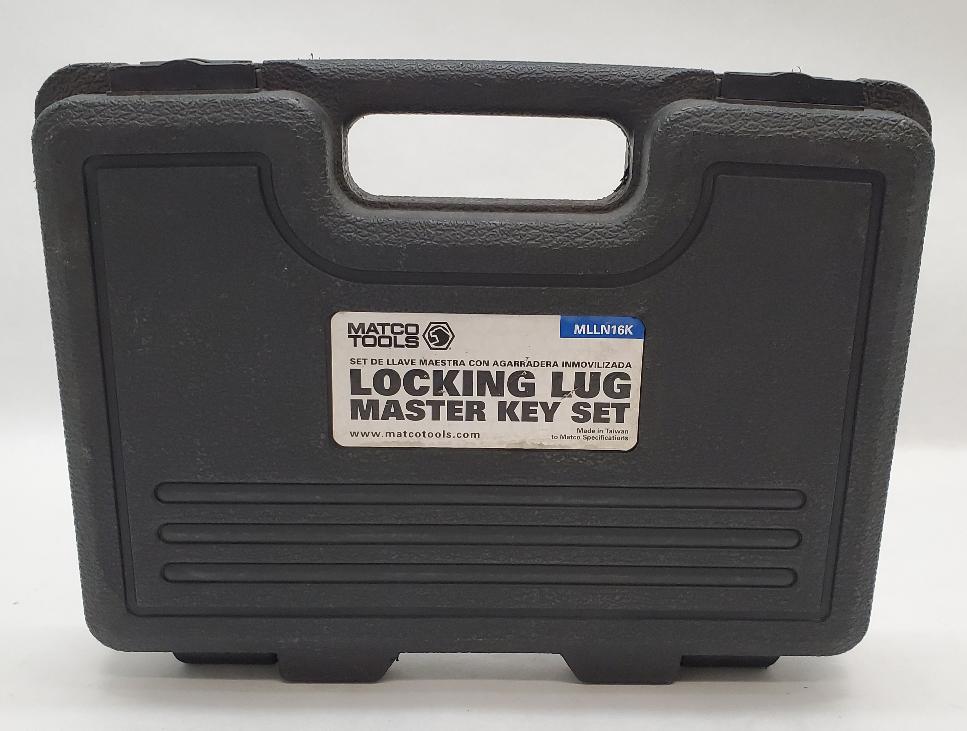 MATCO
TOOLS
MLLN16K
SET DE LLAVE MAESTRA CON AGARRADERA INMOVILIZADA
LOCKING LUG
MASTER KEY SET
www.matcotools.com
Made in Taiwan
to Matco Specifications